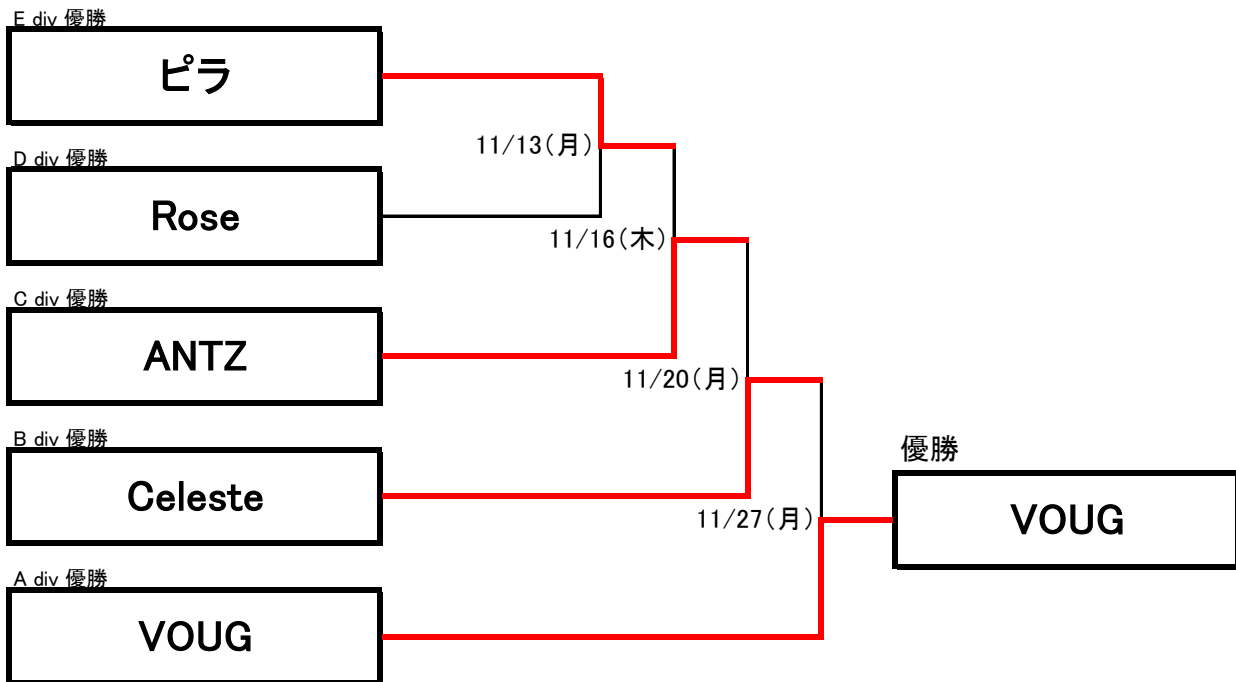 E div 優勝
ピラ
11/13(月)
D div 優勝
Rose
11/16(木)
C div 優勝
ANTZ
11/20(月)
B div 優勝
Celeste
優勝
VOUG
11/27(月)
A div 優勝
VOUG